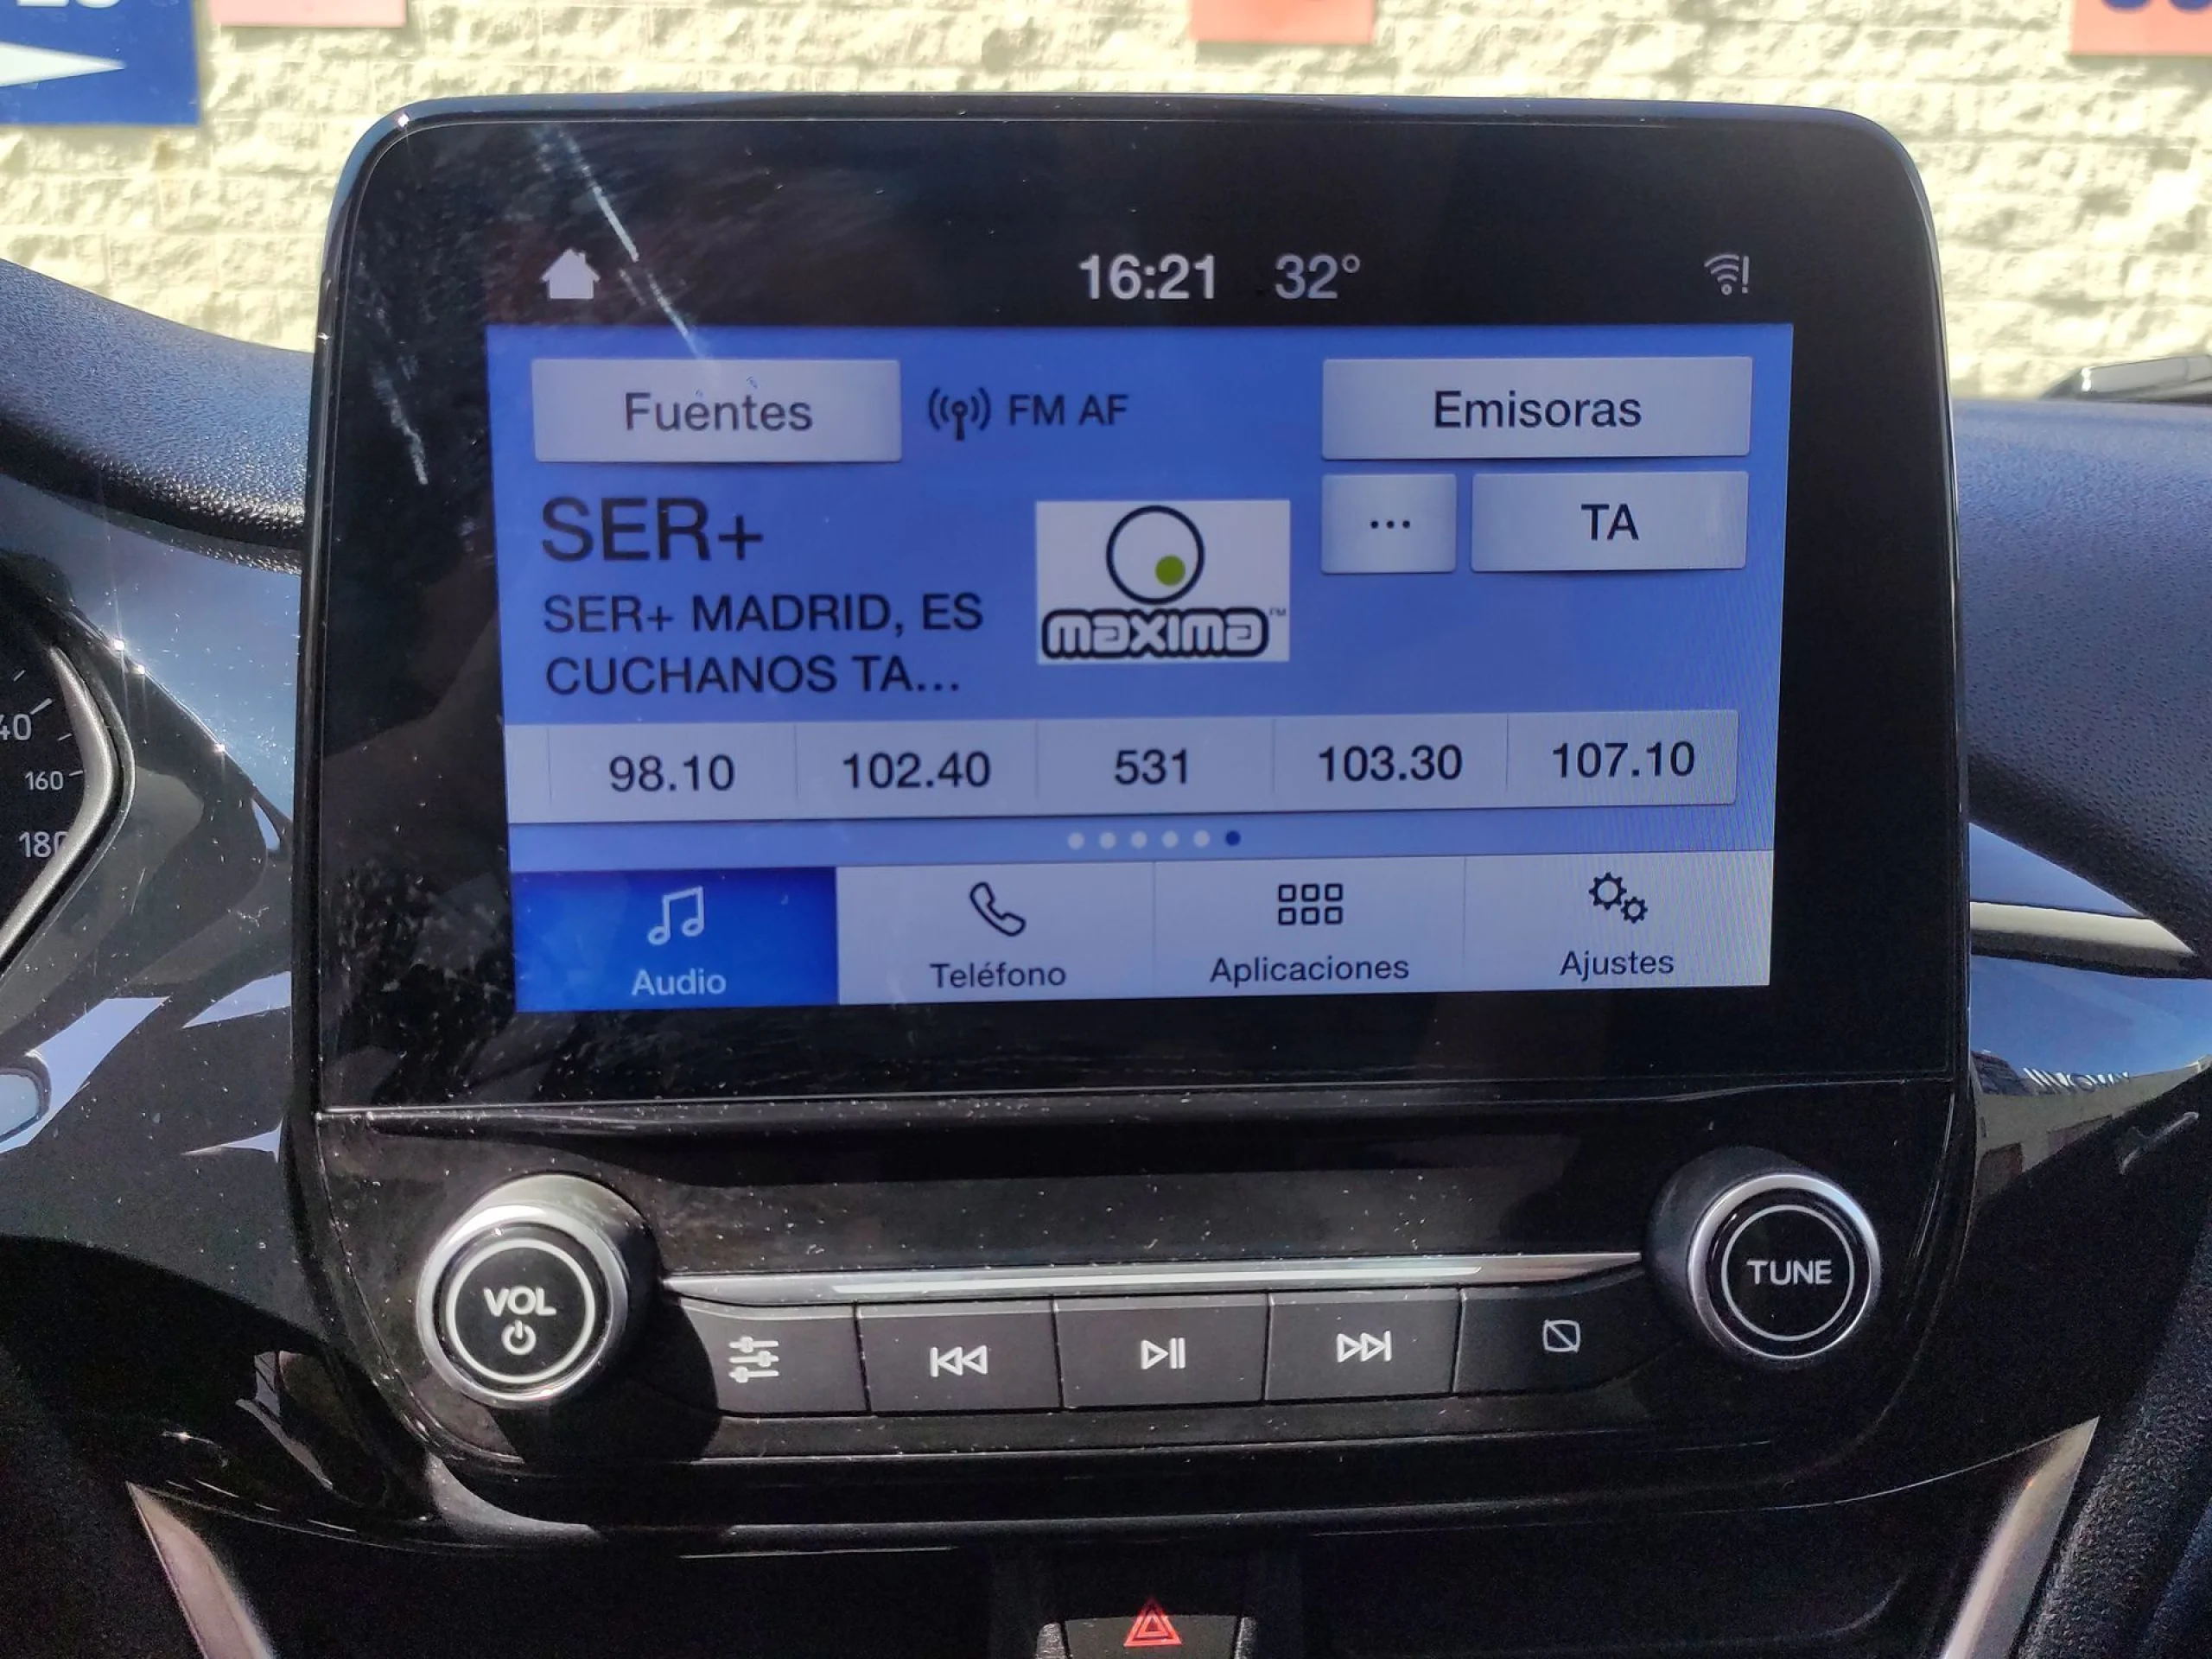 16:21 32°
Fuentes FM AF Emisoras
SER+
... TA
SER+ MADRID, ES
CUCHANOS TA...
maxima FM
98.10 102.40 531 103.30 107.10
Audio Teléfono Aplicaciones Ajustes
160
VOL
TUNE